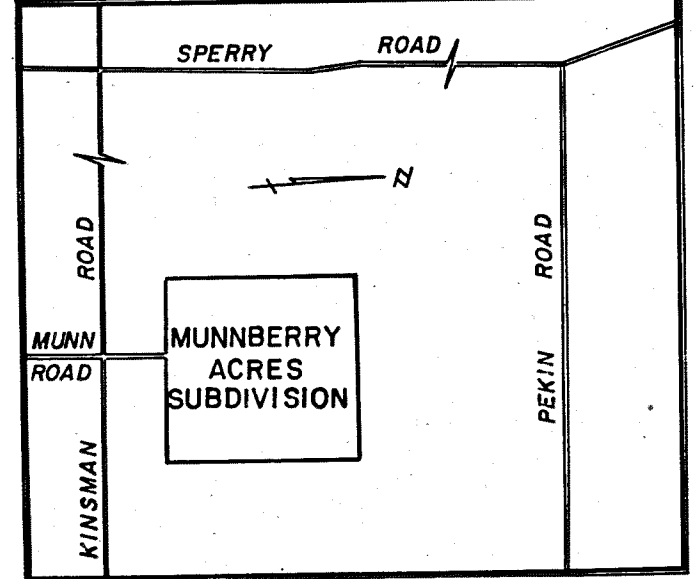 SPERRY ROAD
N
ROAD
ROAD
MUNN
ROAD
MUNNBERRY
ACRES
SUBDIVISION
PEKIN
KINSMAN